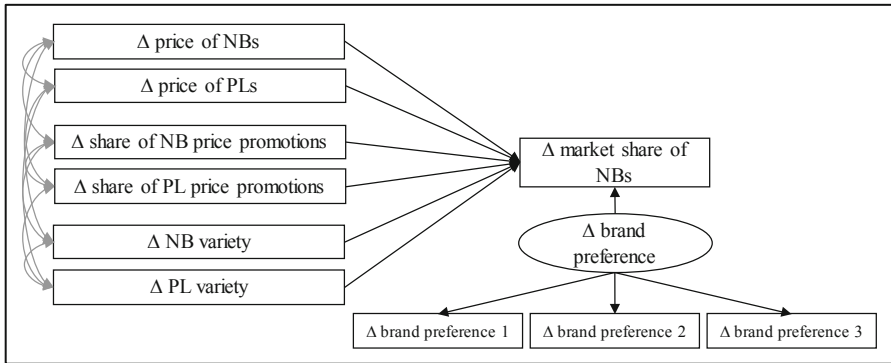 Δ price of NBs
Δ price of PLs
Δ share of NB price promotions
Δ share of PL price promotions
Δ NB variety
Δ PL variety
Δ market share of
NBs
Δ brand
preference
Δ brand preference 1
Δ brand preference 2
Δ brand preference 3